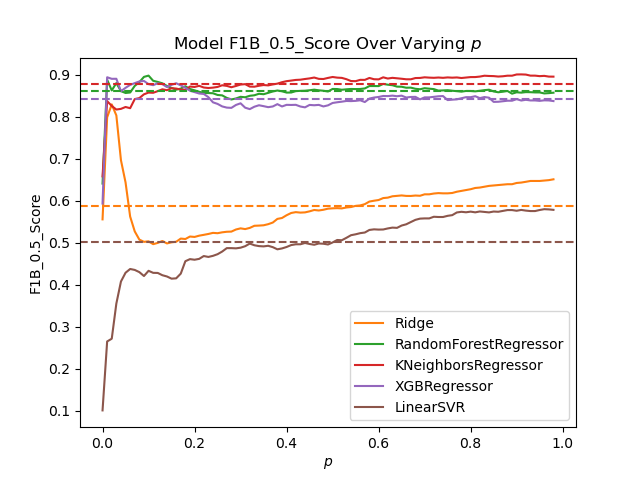 Model F1B_0.5_Score Over Varying p
F1B_0.5_Score
0.9
0.8
0.7
0.6
0.5
0.4
0.3
0.2
0.1
Ridge
RandomForestRegressor
KNeighborsRegressor
XGBRegressor
LinearSVR
0.0 0.2 0.4 0.6 0.8 1.0
p